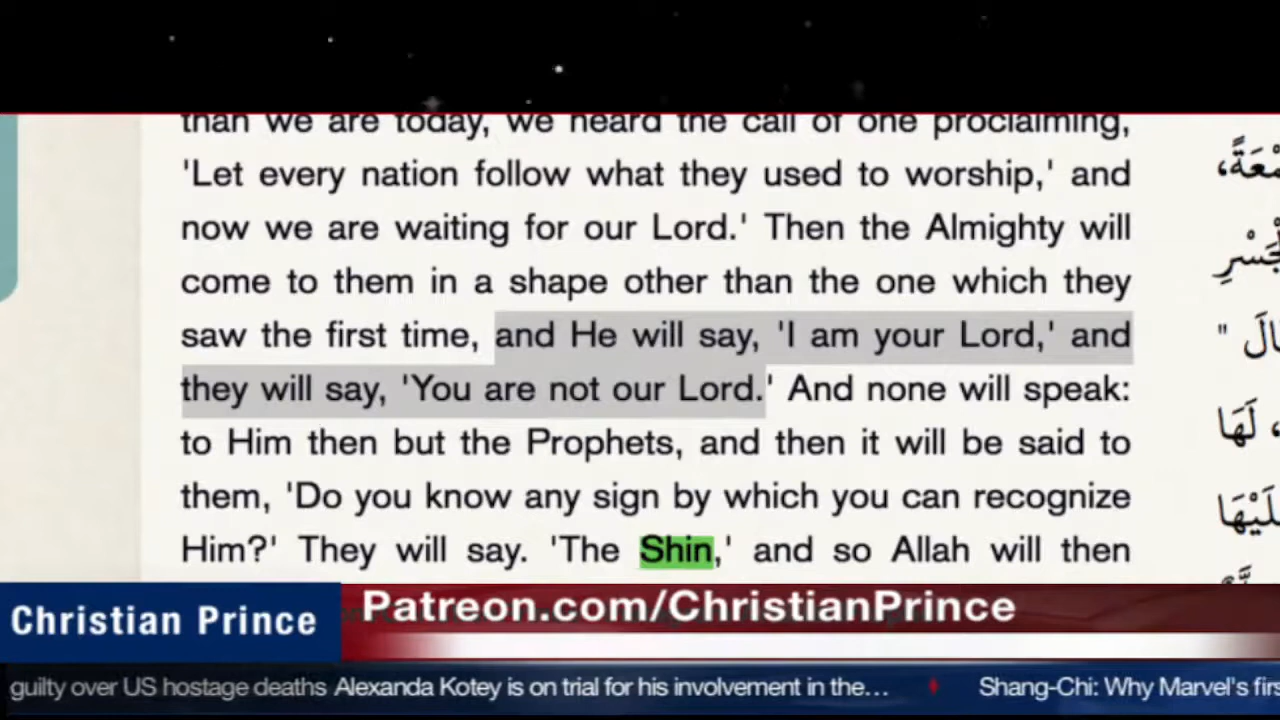 than we are today, we heard the call of one proclaiming,
'Let every nation follow what they used to worship,' and
now we are waiting for our Lord.' Then the Almighty will
come to them in a shape other than the one which they
saw the first time, and He will say, 'I am your Lord,' and
they will say, 'You are not our Lord.' And none will speak:
to Him then but the Prophets, and then it will be said to
them, 'Do you know any sign by which you can recognize
Him?' They will say. 'The Shin,' and so Allah will then
Christian Prince
Patreon.com/ChristianPrince
guilty over US hostage deaths Alexanda Kotey is on trial for his involvement in the... Shang-Chi: Why Marvel's